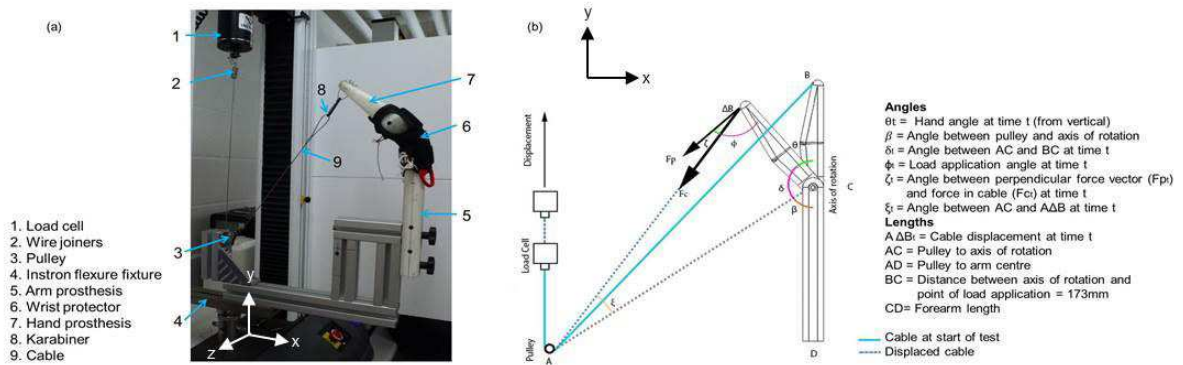 (a)
1
2
3
4
5
6
7
8
9
y
x
z
1. Load cell
2. Wire joiners
3. Pulley
4. Instron flexure fixture
5. Arm prosthesis
6. Wrist protector
7. Hand prosthesis
8. Karabiner
9. Cable
(b)
y
x
Displacement
Load Cell
Pulley
A
B
ΔB
ζ
φ
θ
Fp
Fc
δ
β
ξ
C
Axis of rotation
D
Angles
θt = Hand angle at time t (from vertical)
β = Angle between pulley and axis of rotation
δt = Angle between AC and BC at time t
ϕt = Load application angle at time t
ζt = Angle between perpendicular force vector (Fpt)
and force in cable (Fct) at time t
ξt = Angle between AC and AΔB at time t
Lengths
A ΔBt = Cable displacement at time t
AC = Pulley to axis of rotation
AD = Pulley to arm centre
BC = Distance between axis of rotation and
point of load application = 173mm
CD= Forearm length
Cable at start of test
Displaced cable